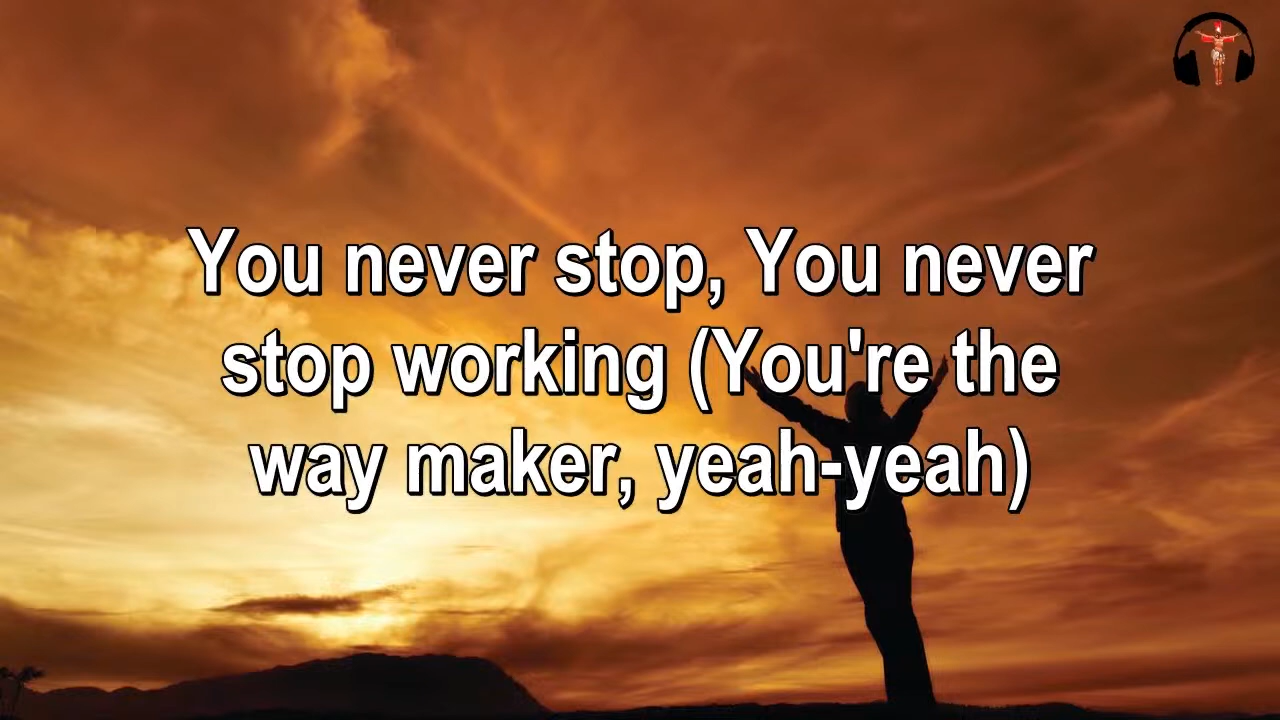 You never stop, You never
stop working (You're the
way maker, yeah-yeah)